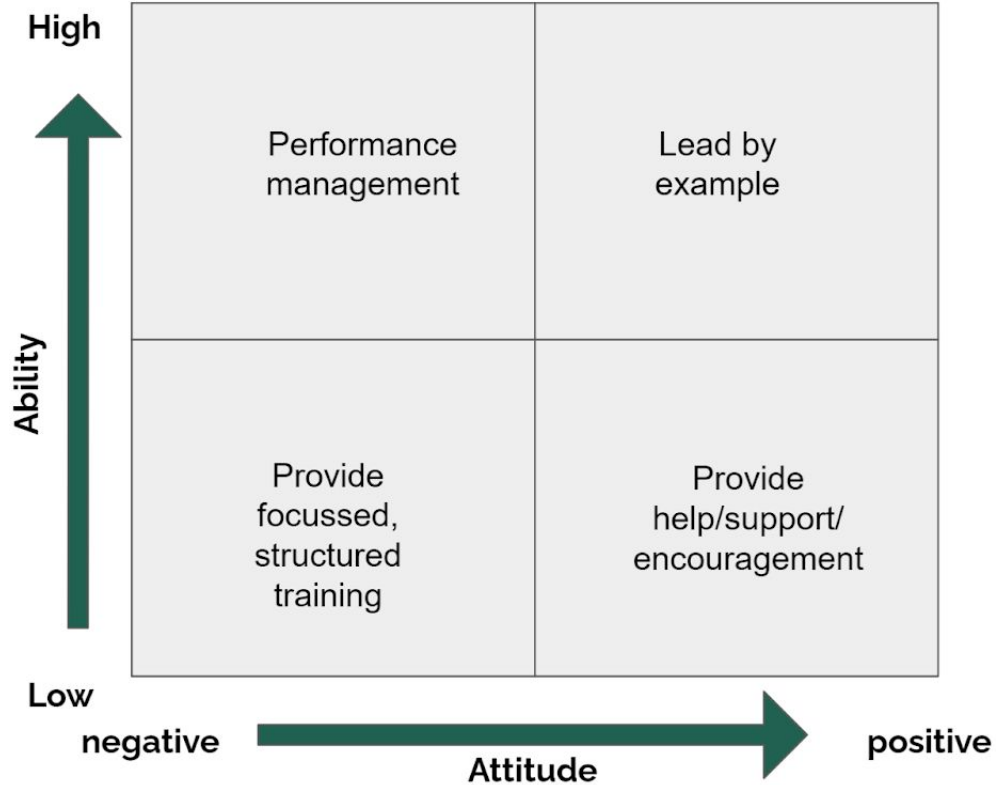 High
Performance
management
Lead by
example
Ability
Provide
focussed,
structured
training
Provide
help/support/
encouragement
Low
negative
positive
Attitude